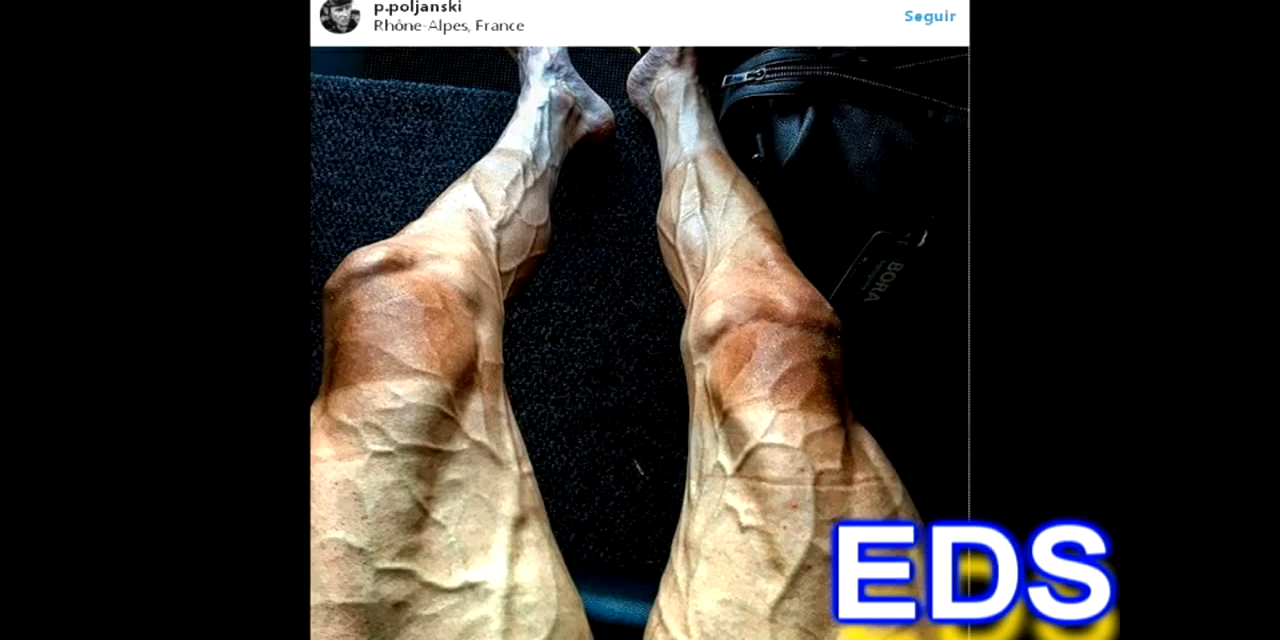 p.poljanski
Rhône-Alpes, France
Seguir
BORA
EDS